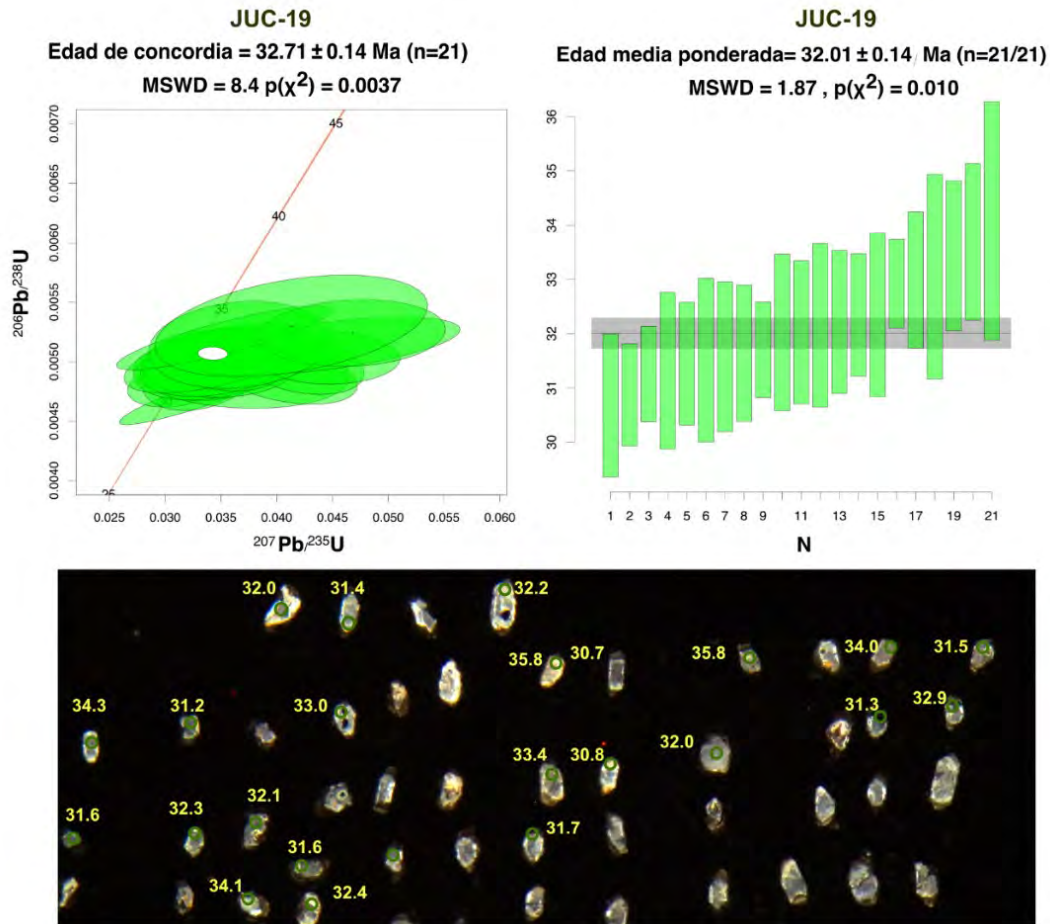 JUC-19
Edad de concordia = 32.71 ± 0.14 Ma (n=21)
MSWD = 8.4 p(χ²) = 0.0037
0.0070
0.0065
0.0060
0.0055
0.0050
0.0045
0.0040
206Pb/238U
45
40
35
25
0.025 0.030 0.035 0.040 0.045 0.050 0.055 0.060
207Pb/235U
JUC-19
Edad media ponderada= 32.01 ± 0.14 Ma (n=21/21)
MSWD = 1.87 , p(χ²) = 0.010
36
35
34
33
32
31
30
1 2 3 4 5 6 7 8 9 11 13 15 17 19 21
N
32.0 31.4 32.2
35.8 30.7 35.8 34.0 31.5
34.3 31.2 33.0 31.3 32.9
33.4 30.8 32.0
31.6 32.3 32.1 31.7
31.6
34.1 32.4